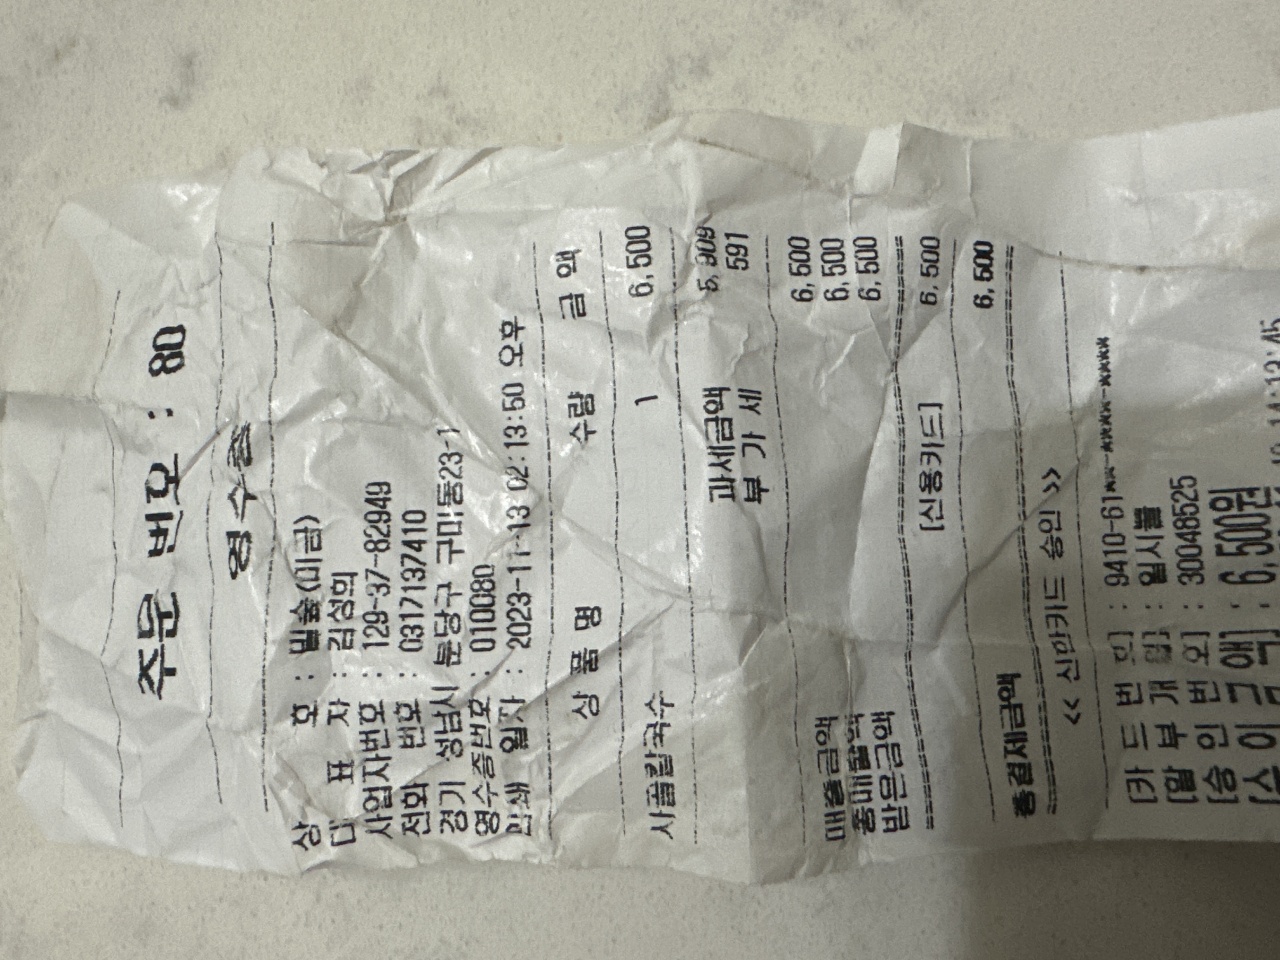 주문 번호 : 80
영수증
상 호 : 밀숲(미금)
대 표 자 : 김성희
사업자번호 : 129-37-82949
전화 번호 : 0317137410
경기 성남시 분당구 구미동23-1
영수증번호 : 010080
인쇄 일자 : 2023-11-13 02:13:50 오후
상 품 명 수량 금 액
사골칼국수 1 6,500
과세금액 5,909
부 가 세 591
매출금액 6,500
총매출액 6,500
받은금액 6,500
[신용카드] 6,500
총결제금액 6,500
<< 신한카드 승인 >>
[카 드 번 호] : 9410-61**-****-****
[할 부 개 월] : 일시불
[승 인 번 호] : 30048525
[승 인 금 액] : 6,500원
14:13:45